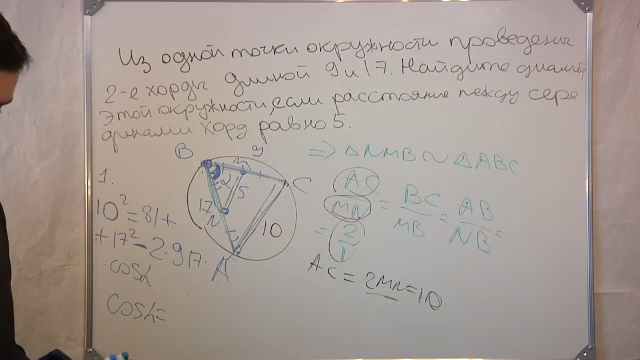 Из одной точки окружности проведены
2-е хорды длиной 9 и 17. Найдите диаме
этой окружности, если расстояние между сере
динами хорд равно 5.
1.
10² = 81 +
+ 17² - 2·9 17·
cosα
cosα =
B
9
M
C
α
5
17
N
10
A
⇒ △NMB ∾ △ABC
AC
MN
= BC
MB
= AB
NB
=
= 2
1
AC = 2MN = 10